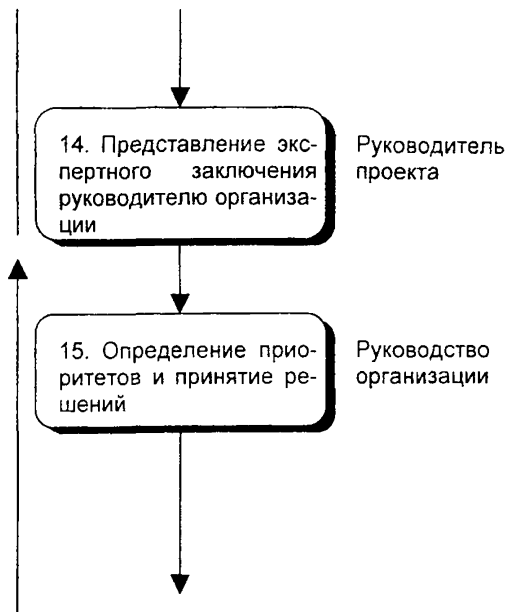 14. Представление экс-
пертного заключения
руководителю организа-
ции
Руководитель
проекта
15. Определение прио-
ритетов и принятие ре-
шений
Руководство
организации